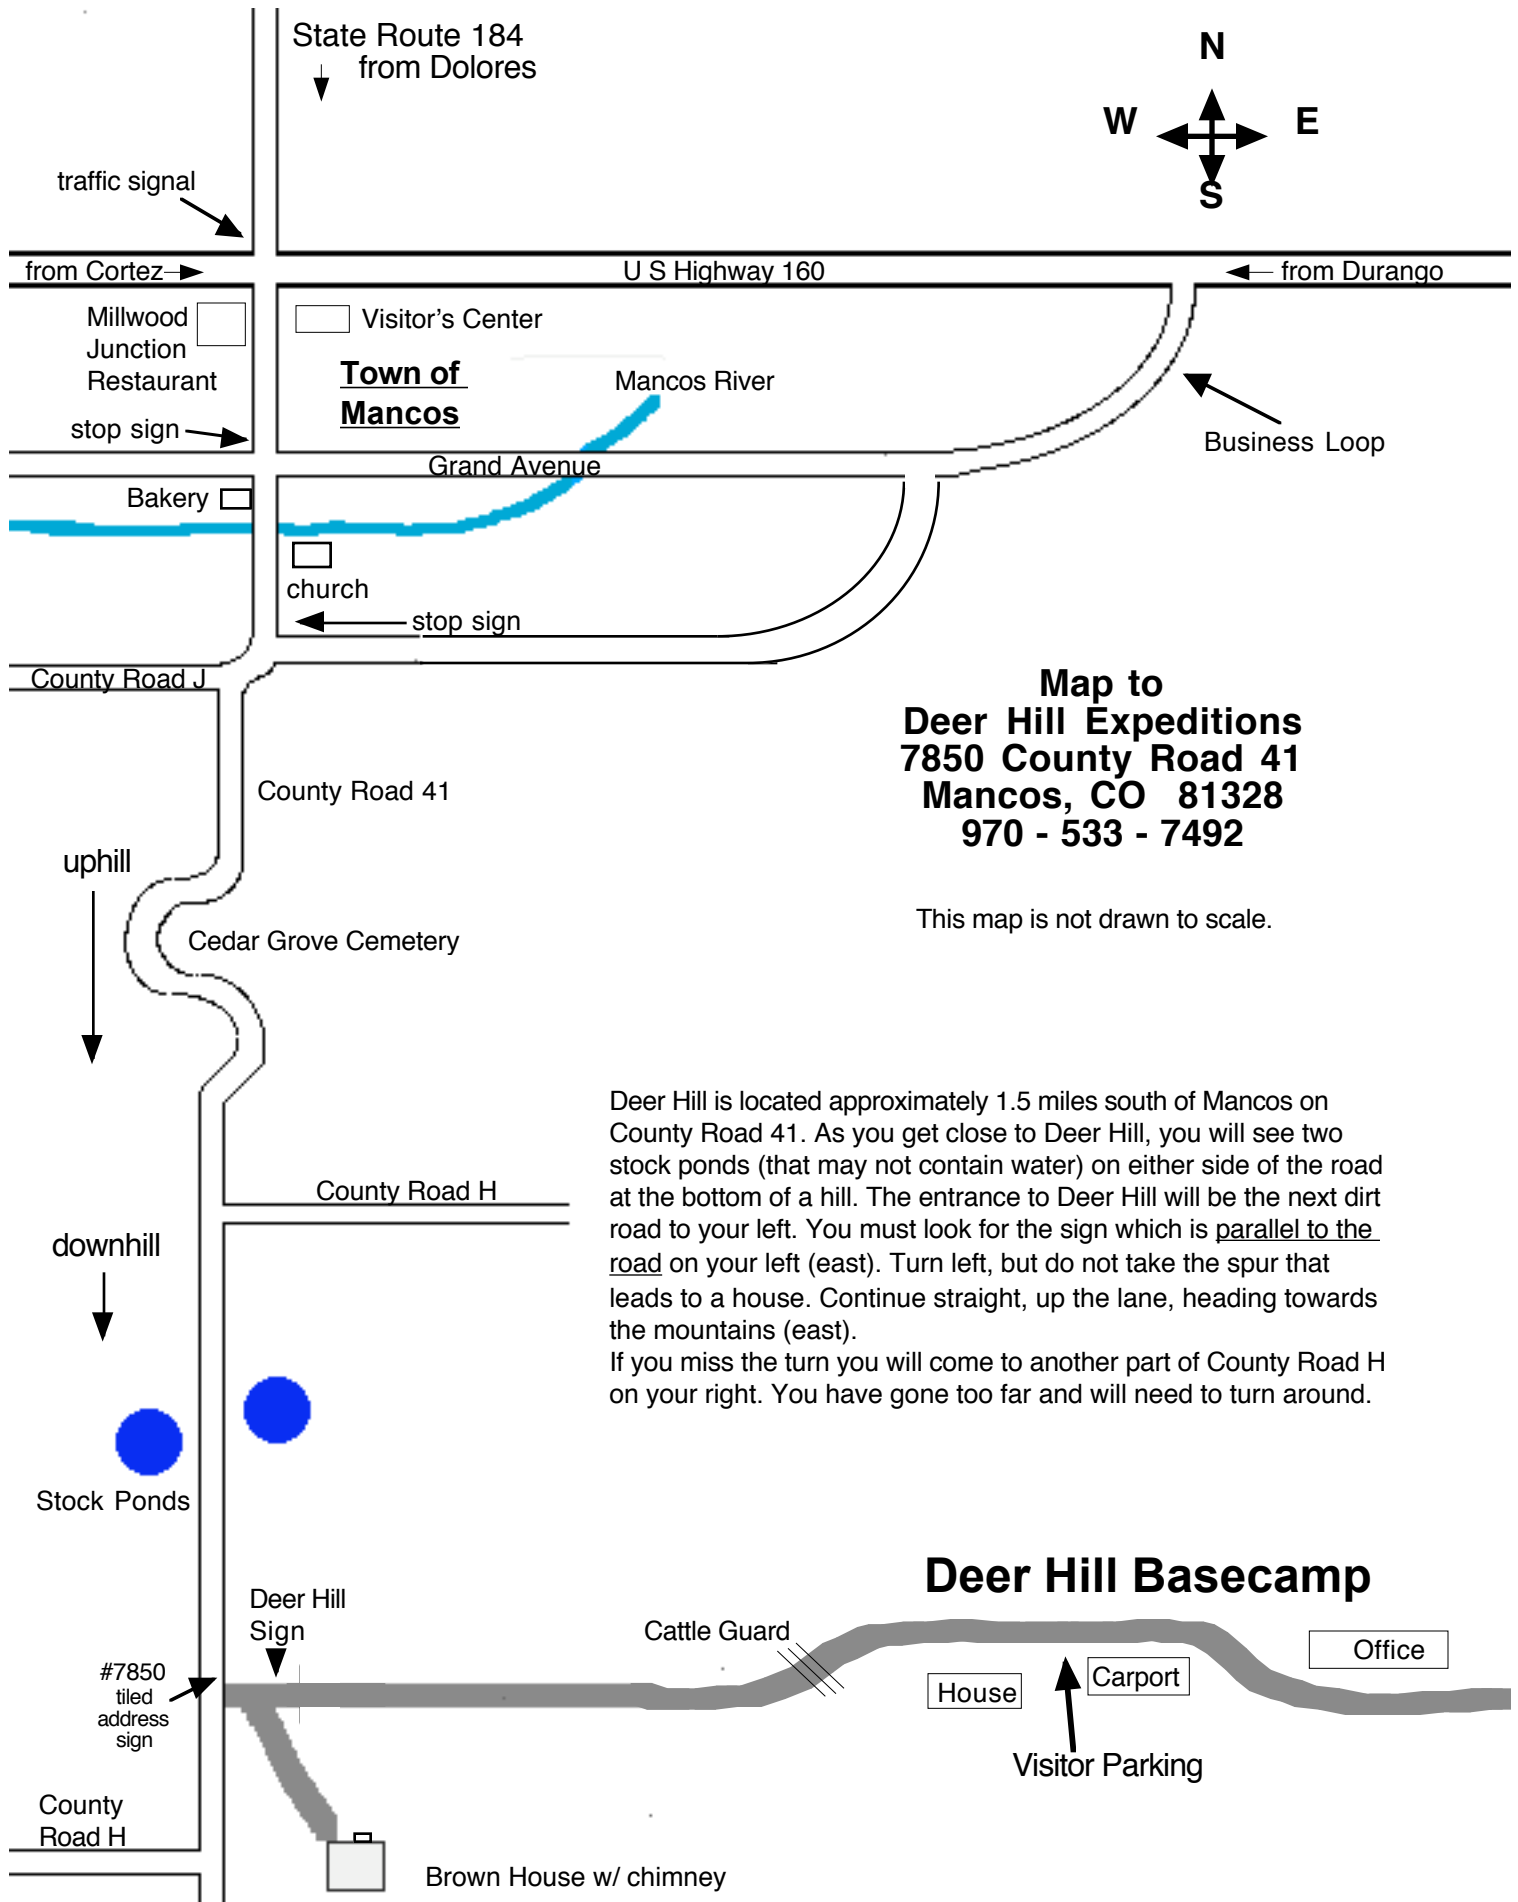 State Route 184
from Dolores
N
W
E
S
traffic signal
from Cortez
U S Highway 160
from Durango
Millwood
Junction
Restaurant
Visitor's Center
Town of
Mancos
Mancos River
stop sign
Business Loop
Grand Avenue
Bakery
church
stop sign
County Road J
Map to
Deer Hill Expeditions
7850 County Road 41
Mancos, CO 81328
970 - 533 - 7492
County Road 41
uphill
This map is not drawn to scale.
Cedar Grove Cemetery
Deer Hill is located approximately 1.5 miles south of Mancos on
County Road 41. As you get close to Deer Hill, you will see two
stock ponds (that may not contain water) on either side of the road
at the bottom of a hill. The entrance to Deer Hill will be the next dirt
road to your left. You must look for the sign which is parallel to the
road on your left (east). Turn left, but do not take the spur that
leads to a house. Continue straight, up the lane, heading towards
the mountains (east).
If you miss the turn you will come to another part of County Road H
on your right. You have gone too far and will need to turn around.
County Road H
downhill
Stock Ponds
Deer Hill Basecamp
Deer Hill
Sign
Cattle Guard
Office
#7850
tiled
address
sign
House
Carport
Visitor Parking
County
Road H
Brown House w/ chimney